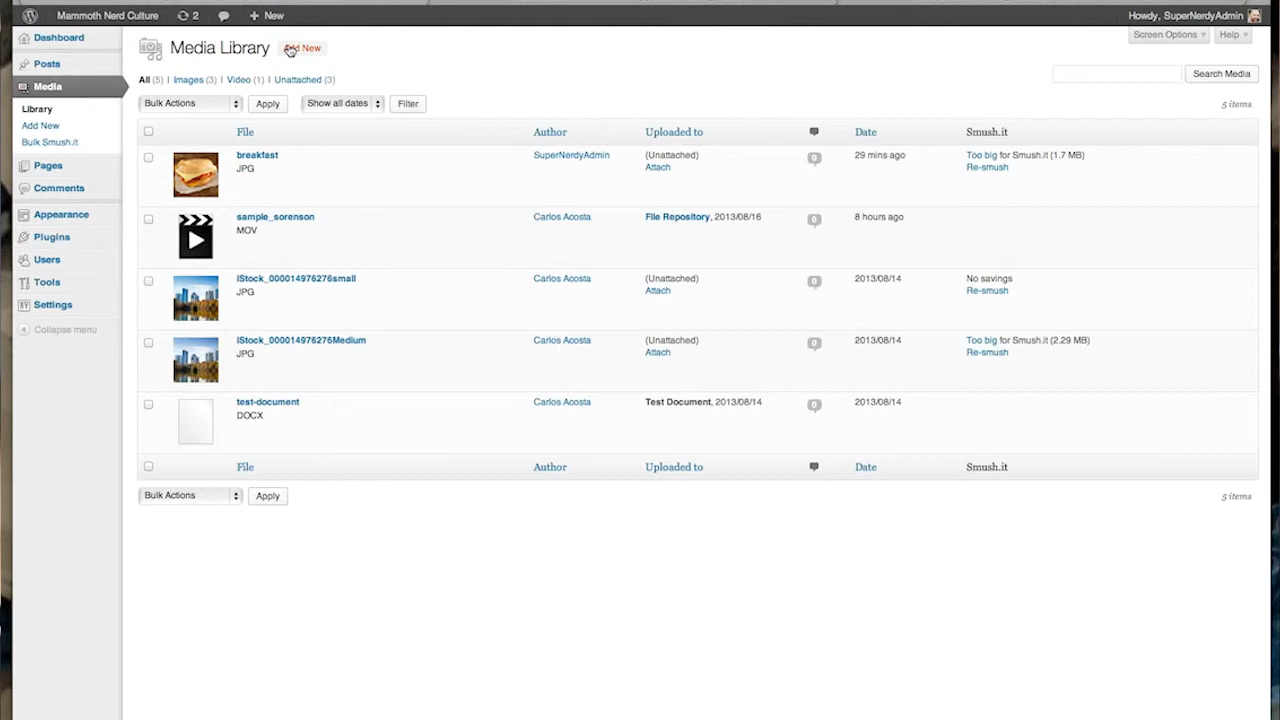 Mammoth Nerd Culture 2 + New Howdy, SuperNerdyAdmin
Screen Options Help
Dashboard
Posts
Media
Library
Add New
Bulk Smush.it
Pages
Comments
Appearance
Plugins
Users
Tools
Settings
Collapse menu
Media Library Add New
All (5) | Images (3) | Video (1) | Unattached (3)
Search Media
Bulk Actions Apply Show all dates Filter 5 items
File Author Uploaded to Date Smush.it
breakfast SuperNerdyAdmin (Unattached) 0 29 mins ago Too big for Smush.it (1.7 MB)
JPG Attach Re-smush
sample_sorenson Carlos Acosta File Repository, 2013/08/16 0 8 hours ago
MOV
iStock_000014976276small Carlos Acosta (Unattached) 0 2013/08/14 No savings
JPG Attach Re-smush
iStock_000014976276Medium Carlos Acosta (Unattached) 0 2013/08/14 Too big for Smush.it (2.29 MB)
JPG Attach Re-smush
test-document Carlos Acosta Test Document, 2013/08/14 0 2013/08/14
DOCX
File Author Uploaded to Date Smush.it
Bulk Actions Apply 5 items